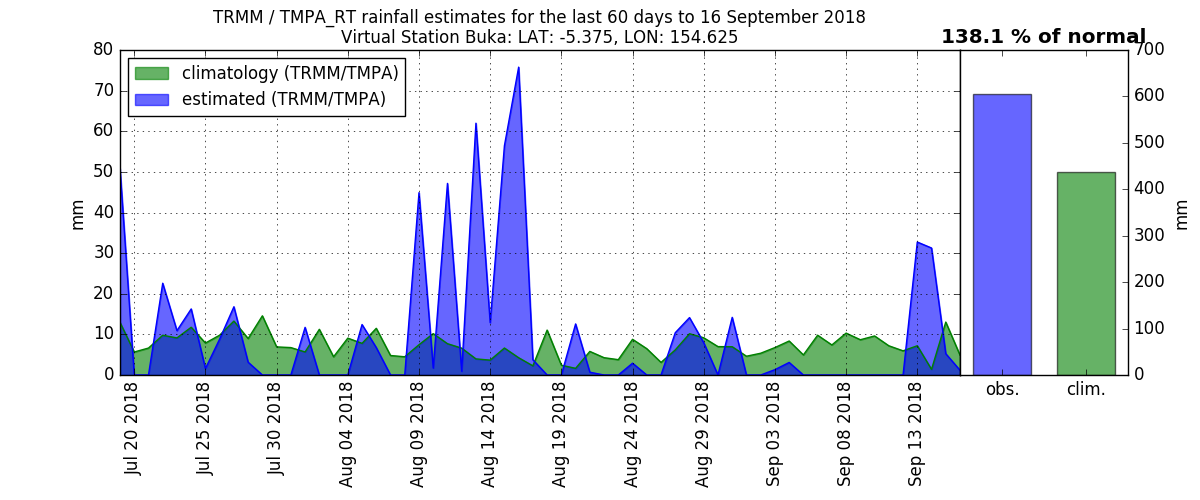 TRMM / TMPA_RT rainfall estimates for the last 60 days to 16 September 2018
Virtual Station Buka: LAT: -5.375, LON: 154.625
138.1 % of normal
climatology (TRMM/TMPA)
estimated (TRMM/TMPA)
80
70
60
50
40
30
20
10
0
mm
Jul 20 2018
Jul 25 2018
Jul 30 2018
Aug 04 2018
Aug 09 2018
Aug 14 2018
Aug 19 2018
Aug 24 2018
Aug 29 2018
Sep 03 2018
Sep 08 2018
Sep 13 2018
obs.
clim.
700
600
500
400
300
200
100
0
mm